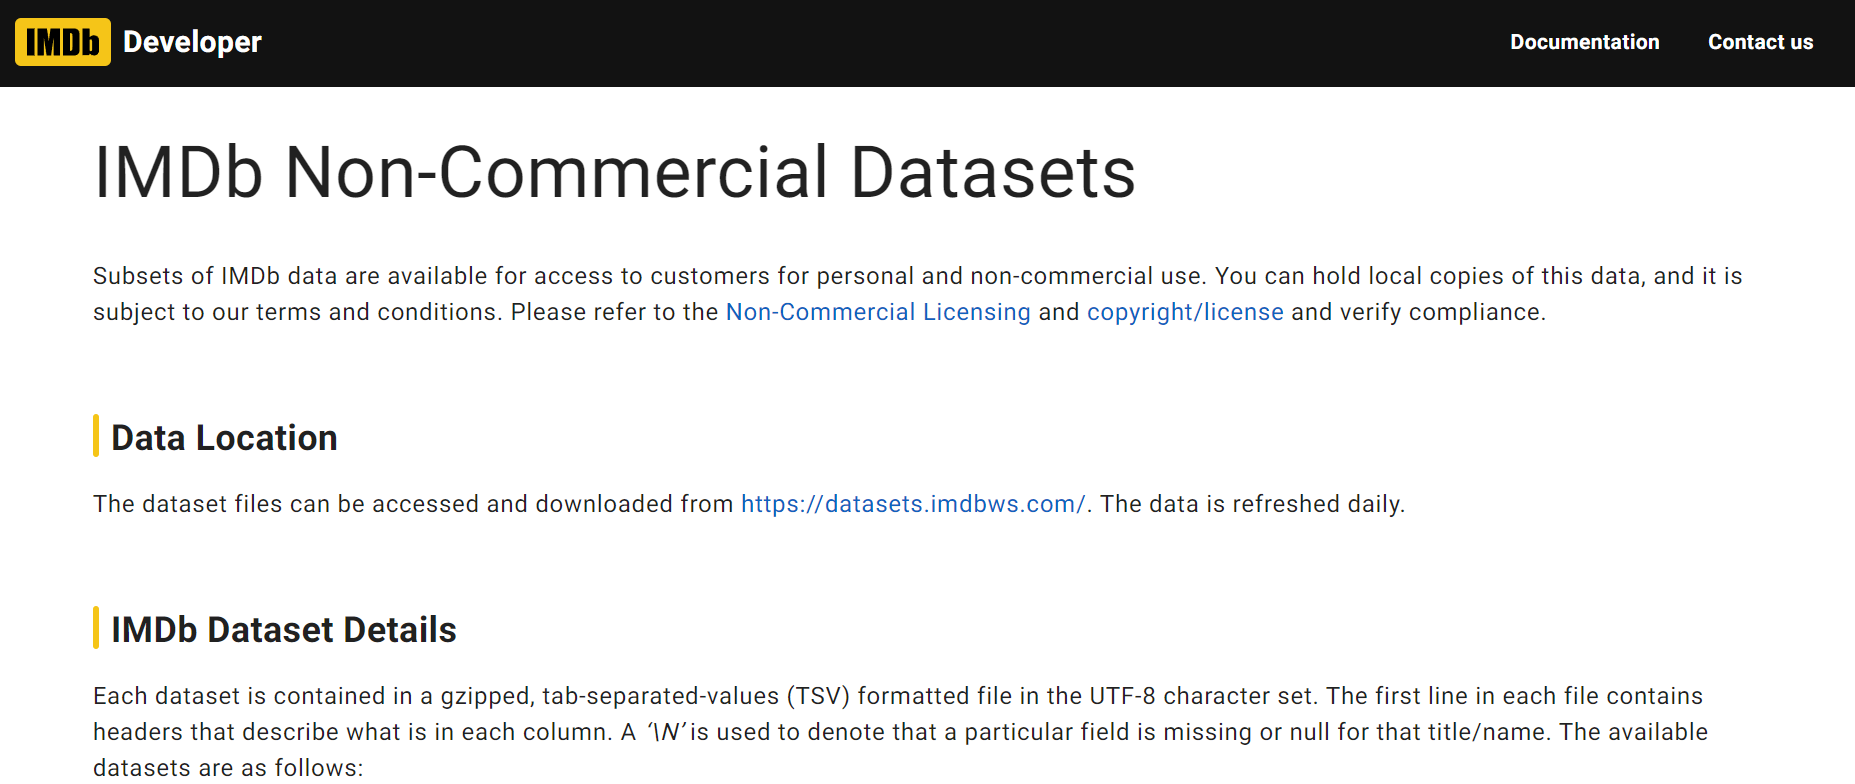 IMDb Developer Documentation Contact us
IMDb Non-Commercial Datasets
Subsets of IMDb data are available for access to customers for personal and non-commercial use. You can hold local copies of this data, and it is
subject to our terms and conditions. Please refer to the Non-Commercial Licensing and copyright/license and verify compliance.
Data Location
The dataset files can be accessed and downloaded from https://datasets.imdbws.com/. The data is refreshed daily.
IMDb Dataset Details
Each dataset is contained in a gzipped, tab-separated-values (TSV) formatted file in the UTF-8 character set. The first line in each file contains
headers that describe what is in each column. A ‘\N’ is used to denote that a particular field is missing or null for that title/name. The available
datasets are as follows: